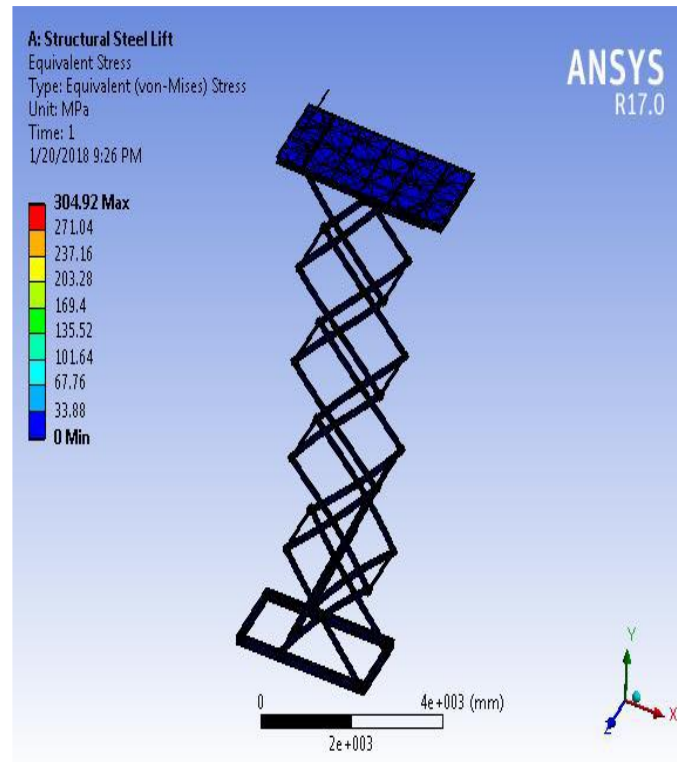 A: Structural Steel Lift
Equivalent Stress
Type: Equivalent (von-Mises) Stress
Unit: MPa
Time: 1
1/20/2018 9:26 PM
ANSYS
R17.0
304.92 Max
271.04
237.16
203.28
169.4
135.52
101.64
67.76
33.88
0 Min
0
4e+003 (mm)
2e+003
Y
X
Z